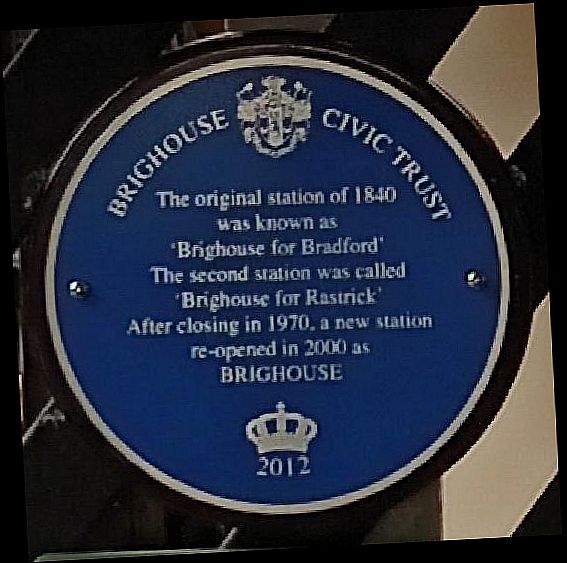 BRIGHOUSE CIVIC TRUST
The original station of 1840
was known as
'Brighouse for Bradford'
The second station was called
'Brighouse for Rastrick'
After closing in 1970, a new station
re-opened in 2000 as
BRIGHOUSE
2012